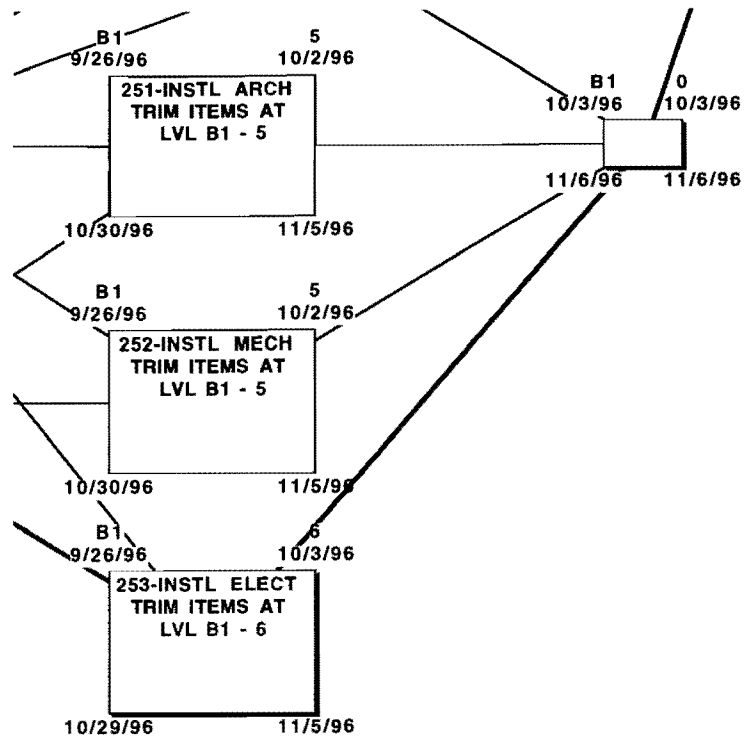 B1 5
9/26/96 10/2/96
251-INSTL ARCH
TRIM ITEMS AT
LVL B1 - 5
10/30/96 11/5/96
B1 0
10/3/96 10/3/96
11/6/96 11/6/96
B1 5
9/26/96 10/2/96
252-INSTL MECH
TRIM ITEMS AT
LVL B1 - 5
10/30/96 11/5/96
B1 6
9/26/96 10/3/96
253-INSTL ELECT
TRIM ITEMS AT
LVL B1 - 6
10/29/96 11/5/96